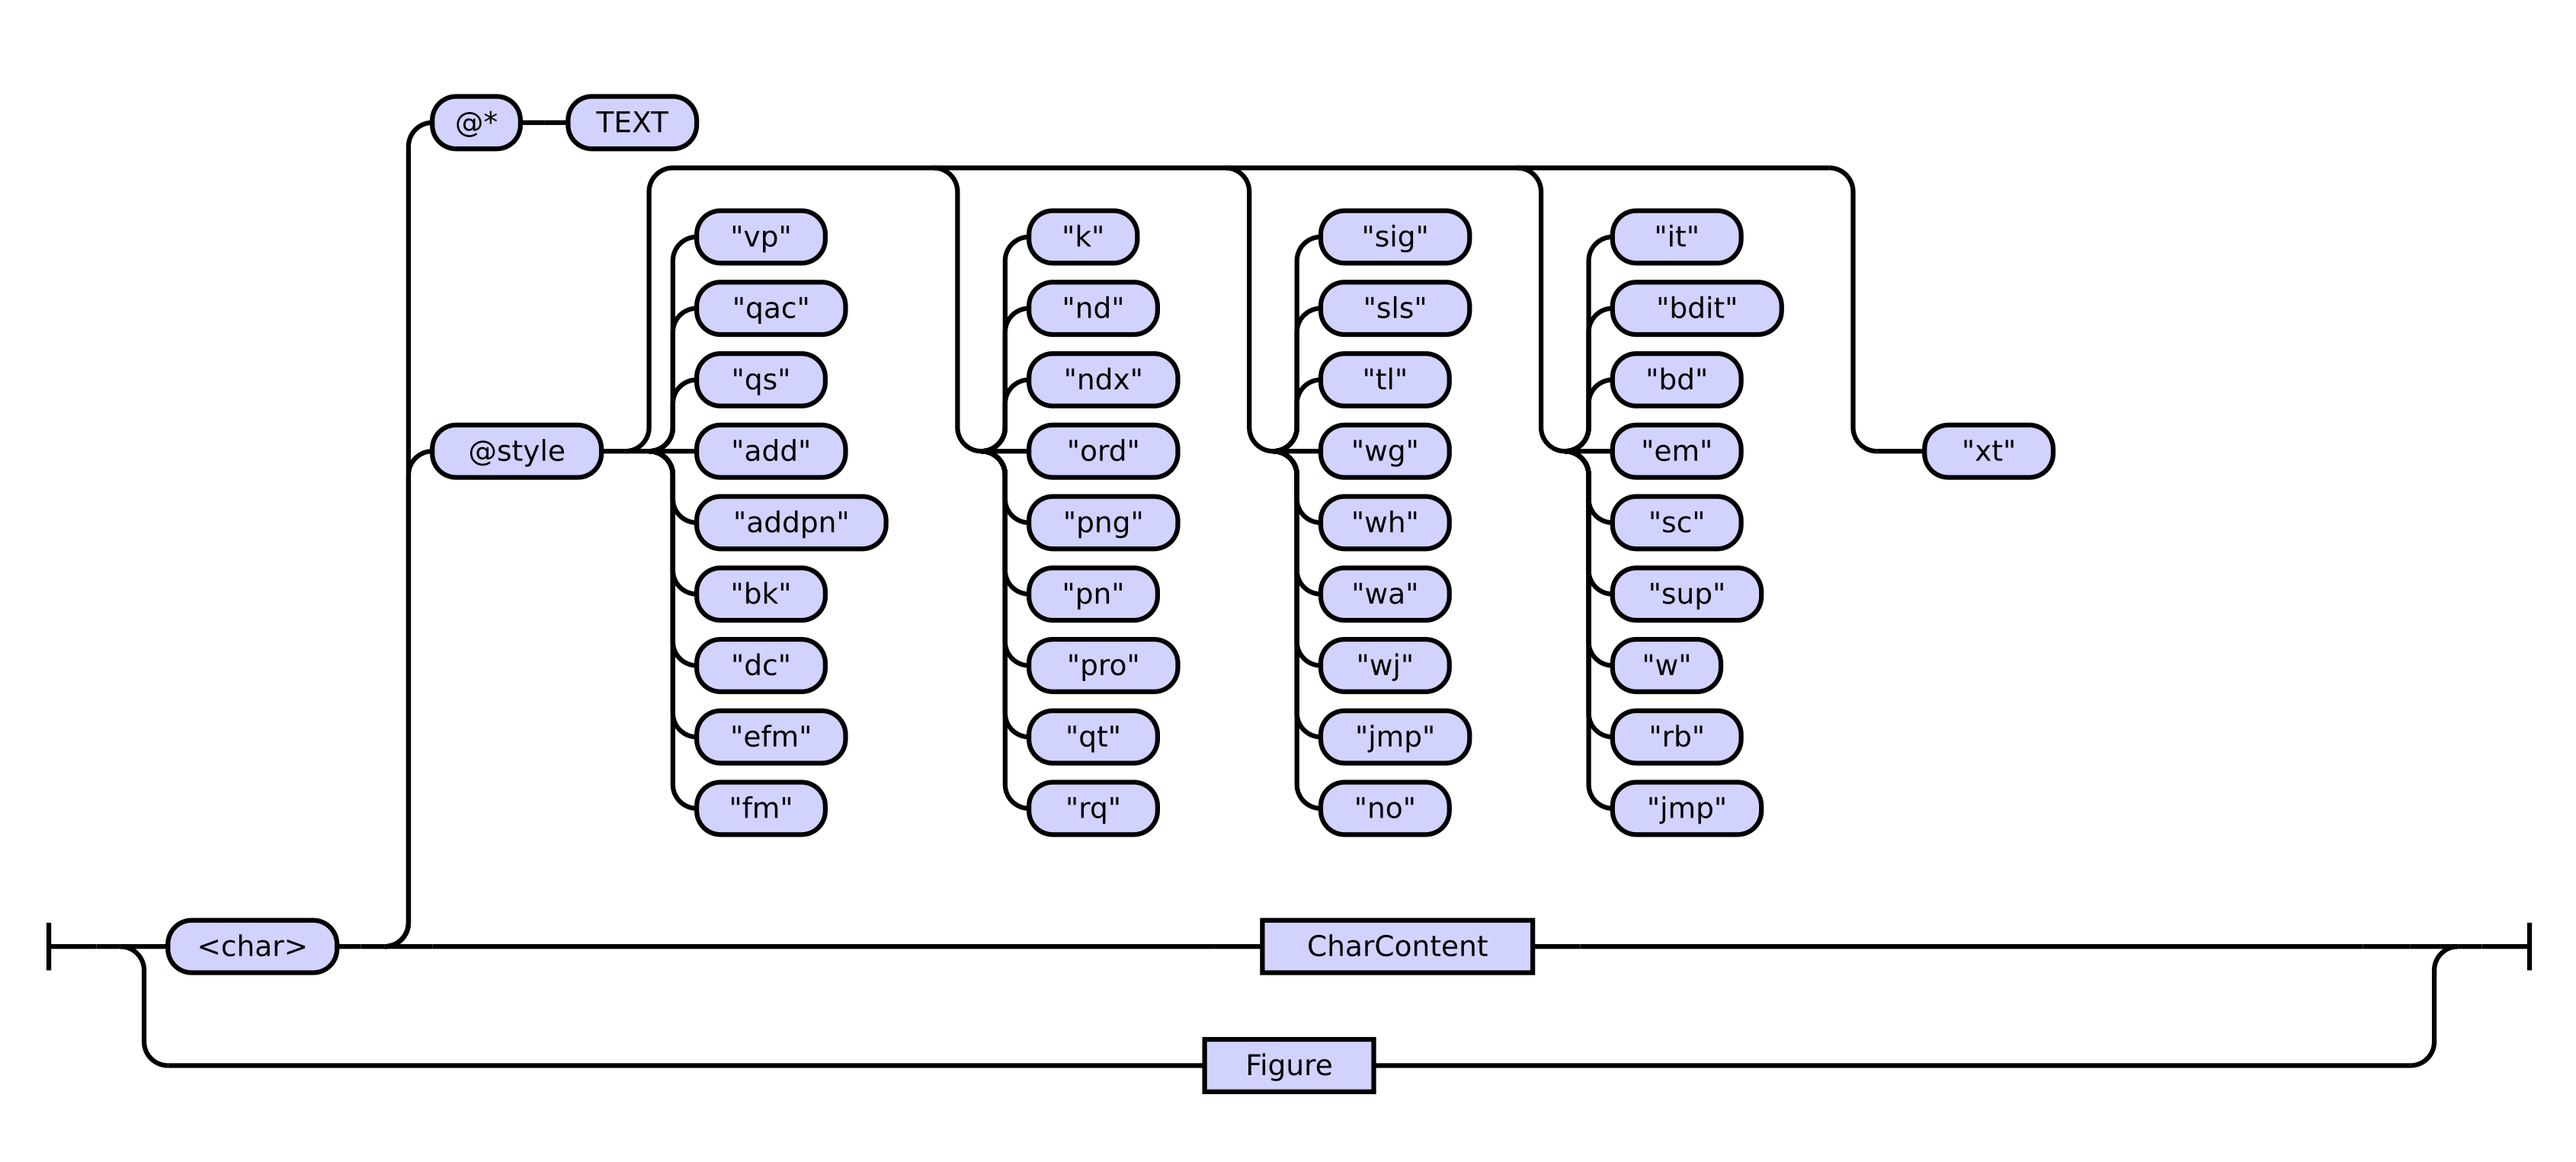 @* TEXT
"vp" "k" "sig" "it"
"qac" "nd" "sls" "bdit"
"qs" "ndx" "tl" "bd"
@style "add" "ord" "wg" "em" "xt"
"addpn" "png" "wh" "sc"
"bk" "pn" "wa" "sup"
"dc" "pro" "wj" "w"
"efm" "qt" "jmp" "rb"
"fm" "rq" "no" "jmp"
<char> CharContent
Figure